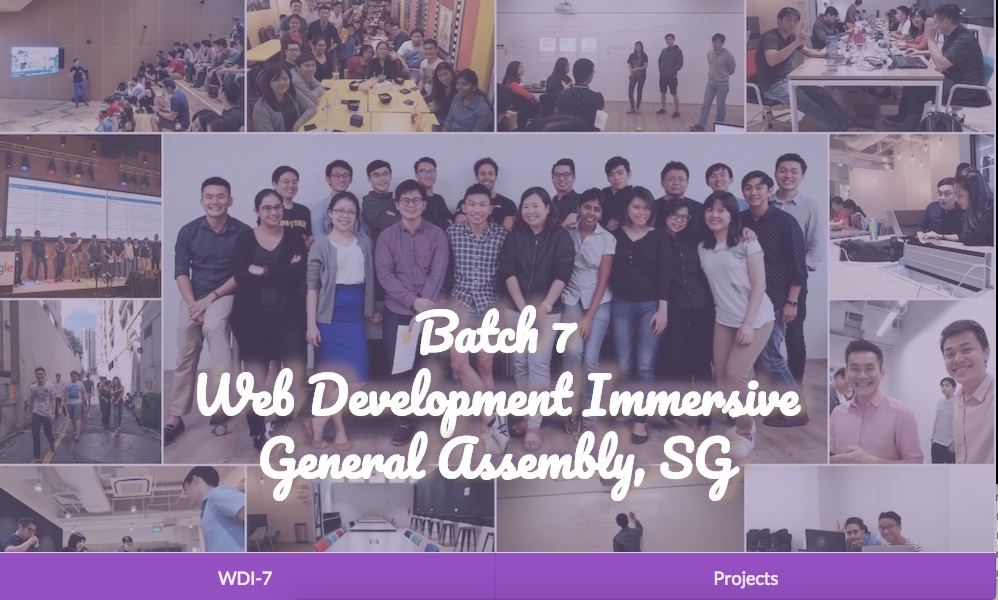 Batch 7
Web Development Immersive
General Assembly, SG
WDI-7
Projects